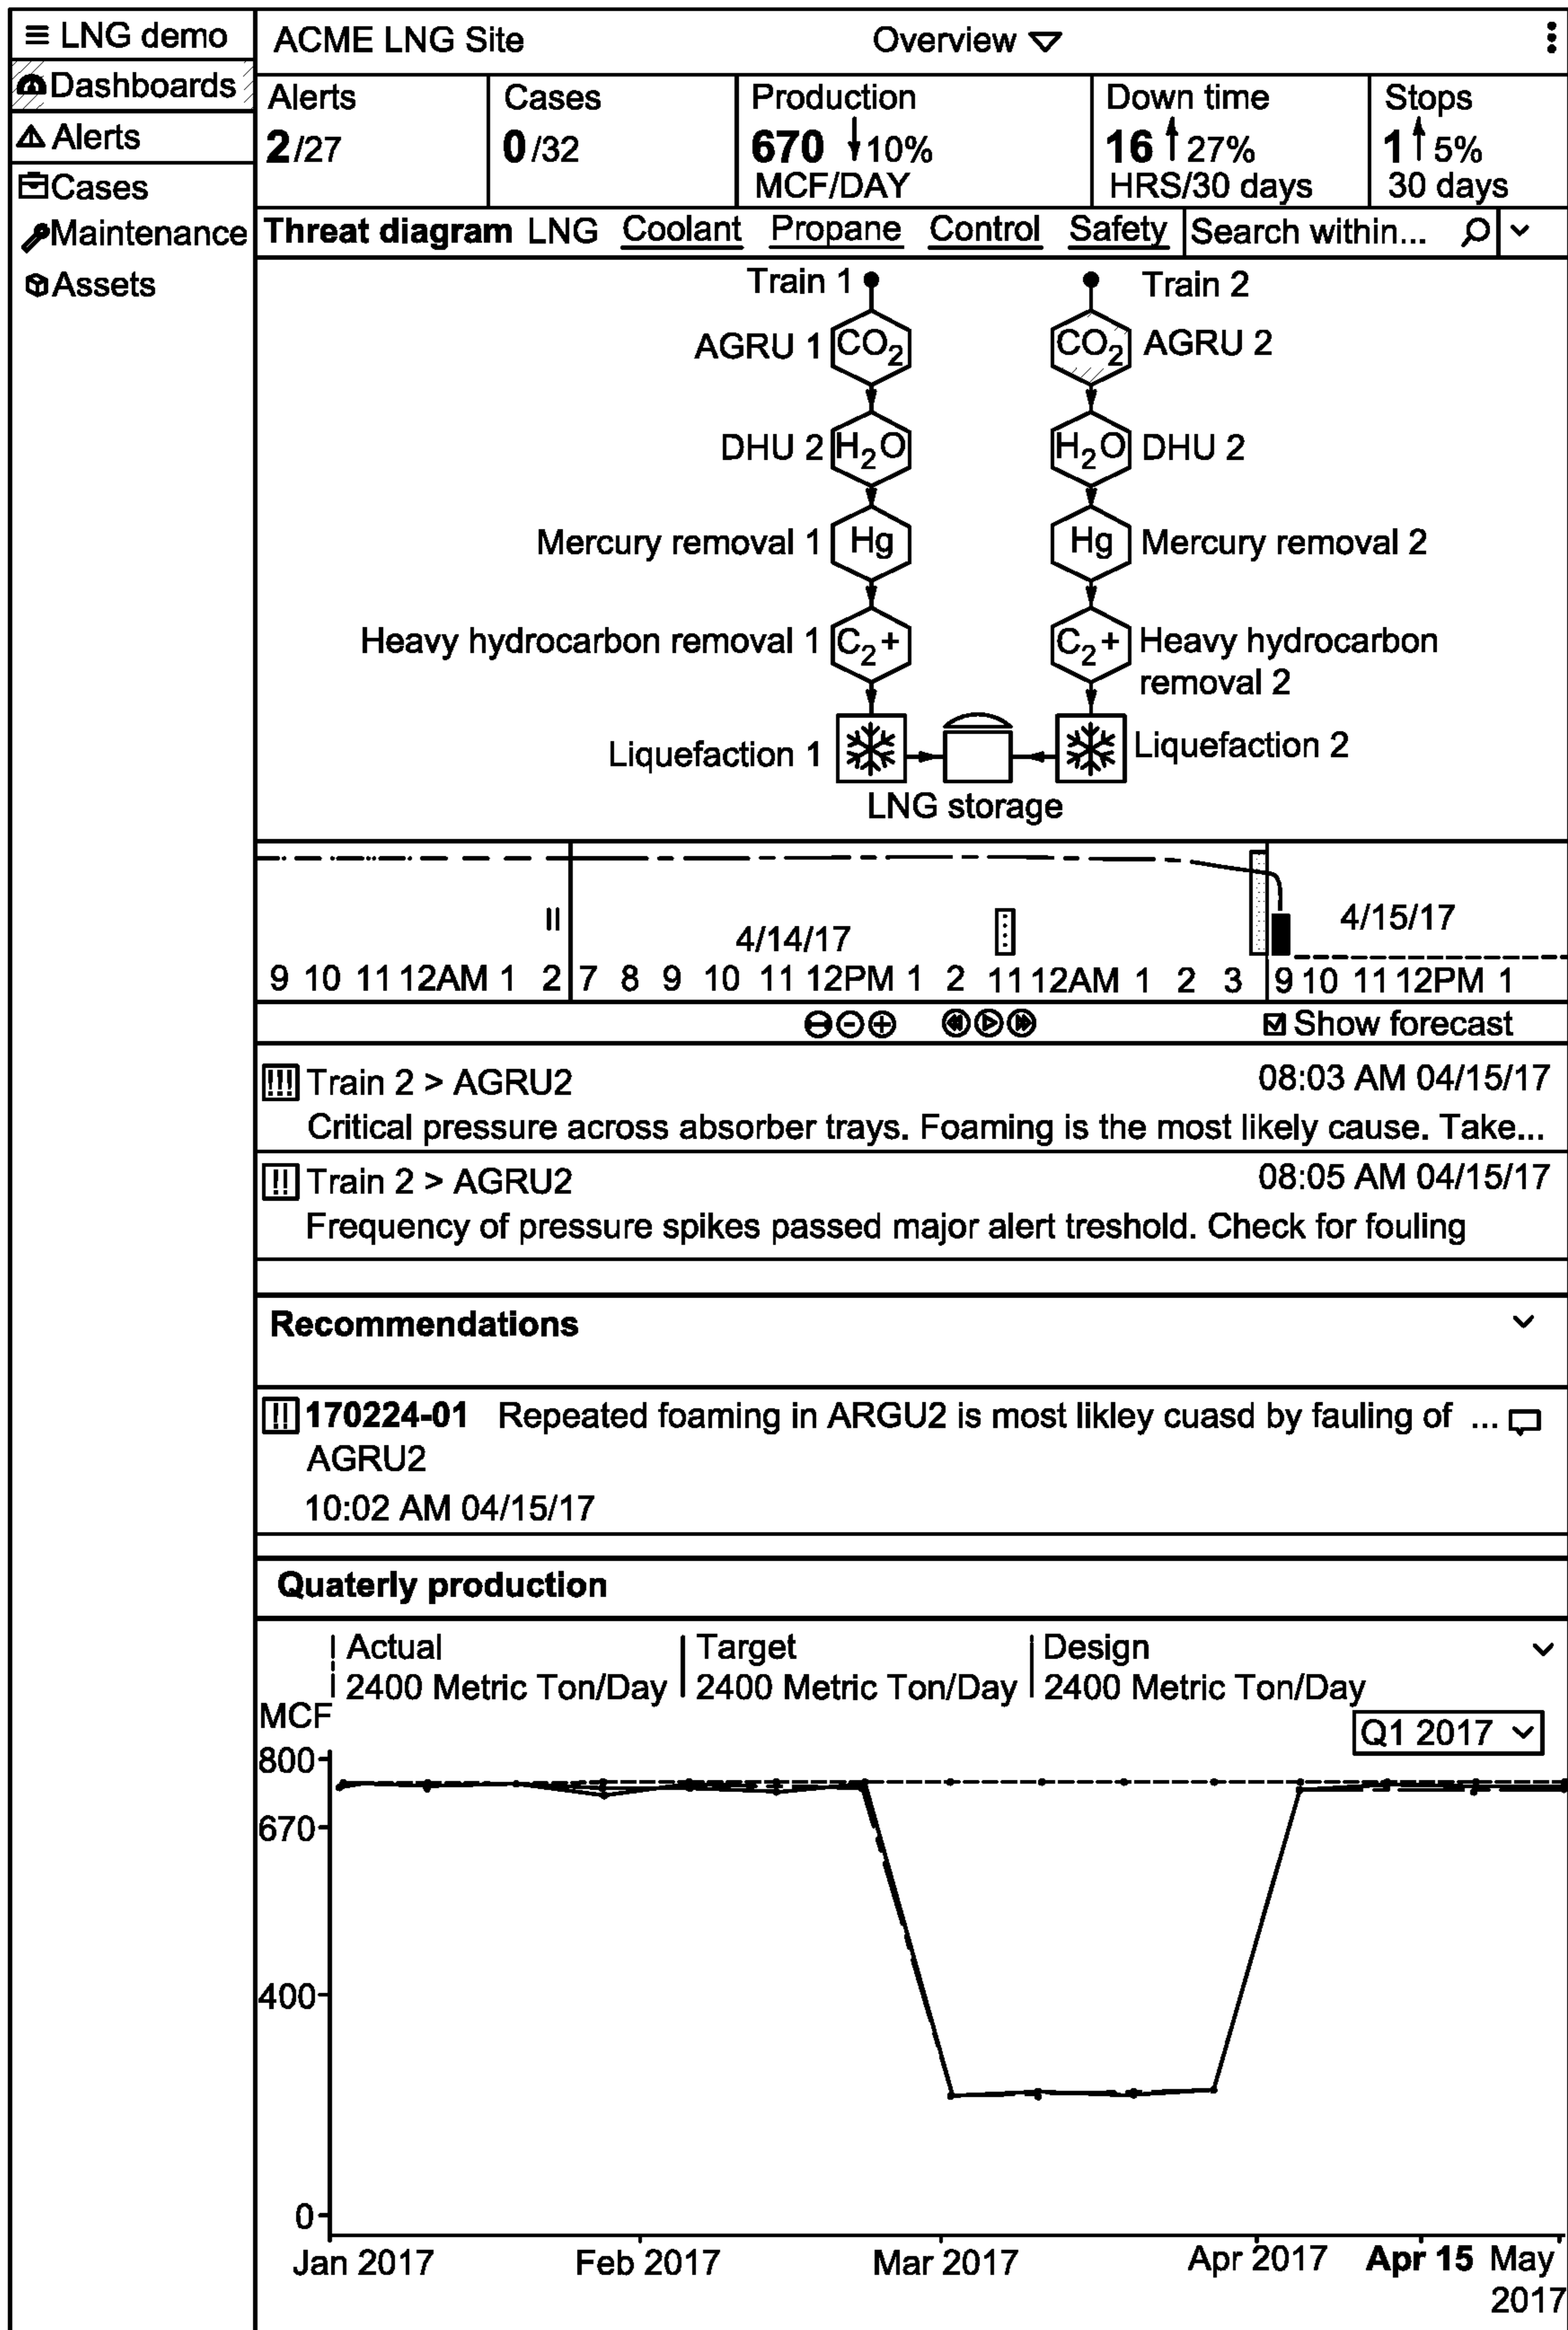 LNG demo
Dashboards
Alerts
Cases
Maintenance
Assets
ACME LNG Site
Overview
Alerts
2/27
Cases
0/32
Production
670 10%
MCF/DAY
Down time
16 27%
HRS/30 days
Stops
1 5%
30 days
Threat diagram LNG Coolant Propane Control Safety Search within...
Train 1
Train 2
AGRU 1 CO2
CO2 AGRU 2
DHU 2 H2O
H2O DHU 2
Mercury removal 1 Hg
Hg Mercury removal 2
Heavy hydrocarbon removal 1 C2+
C2+ Heavy hydrocarbon
removal 2
Liquefaction 1
Liquefaction 2
LNG storage
4/14/17
4/15/17
9 10 11 12AM 1 2 7 8 9 10 11 12PM 1 2 11 12AM 1 2 3 9 10 11 12PM 1
Show forecast
!!! Train 2 > AGRU2 08:03 AM 04/15/17
Critical pressure across absorber trays. Foaming is the most likely cause. Take...
!! Train 2 > AGRU2 08:05 AM 04/15/17
Frequency of pressure spikes passed major alert treshold. Check for fouling
Recommendations
!! 170224-01 Repeated foaming in ARGU2 is most likley cuasd by fauling of ...
AGRU2
10:02 AM 04/15/17
Quaterly production
Actual
2400 Metric Ton/Day
Target
2400 Metric Ton/Day
Design
2400 Metric Ton/Day
MCF
Q1 2017
800
670
400
0
Jan 2017 Feb 2017 Mar 2017 Apr 2017 Apr 15 May
2017